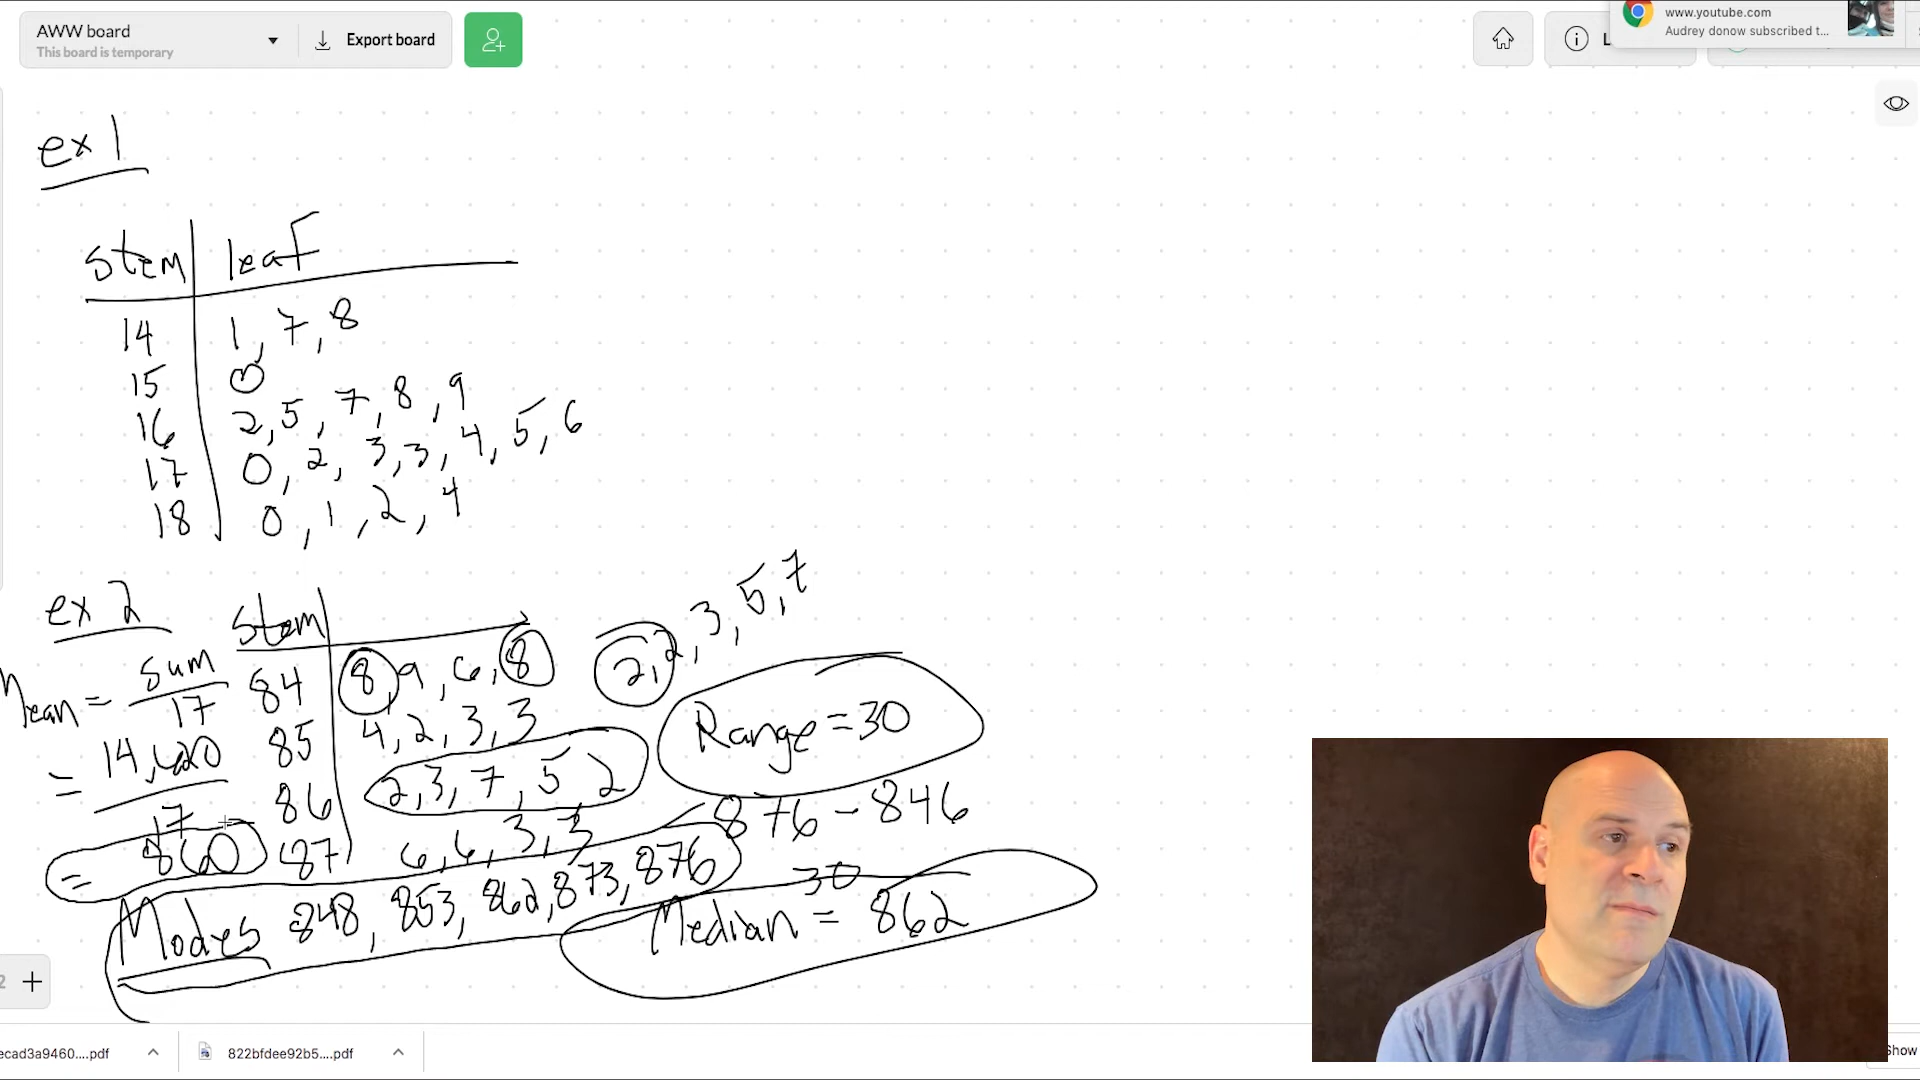 AWW board
This board is temporary
Export board
www.youtube.com
Audrey donow subscribed t...
ex 1
stem leaf
14 1, 7, 8
15 0
16 2, 5, 7, 8, 9
17 0, 2, 3, 3, 4, 5, 6
18 0, 1, 2, 4
ex 2 stem
84 8, 9, 6, 8
85 4, 2, 3, 3
86 2, 3, 7, 5, 2
87 6, 6, 3, 3
2, 2, 3, 5, 7
Mean = sum
17
= 14,620
17
= 860
Range = 30
876 - 846
30
Modes 848, 853, 862, 873, 876
Median = 862
ecad3a9460....pdf
822bfdee92b5....pdf
Show